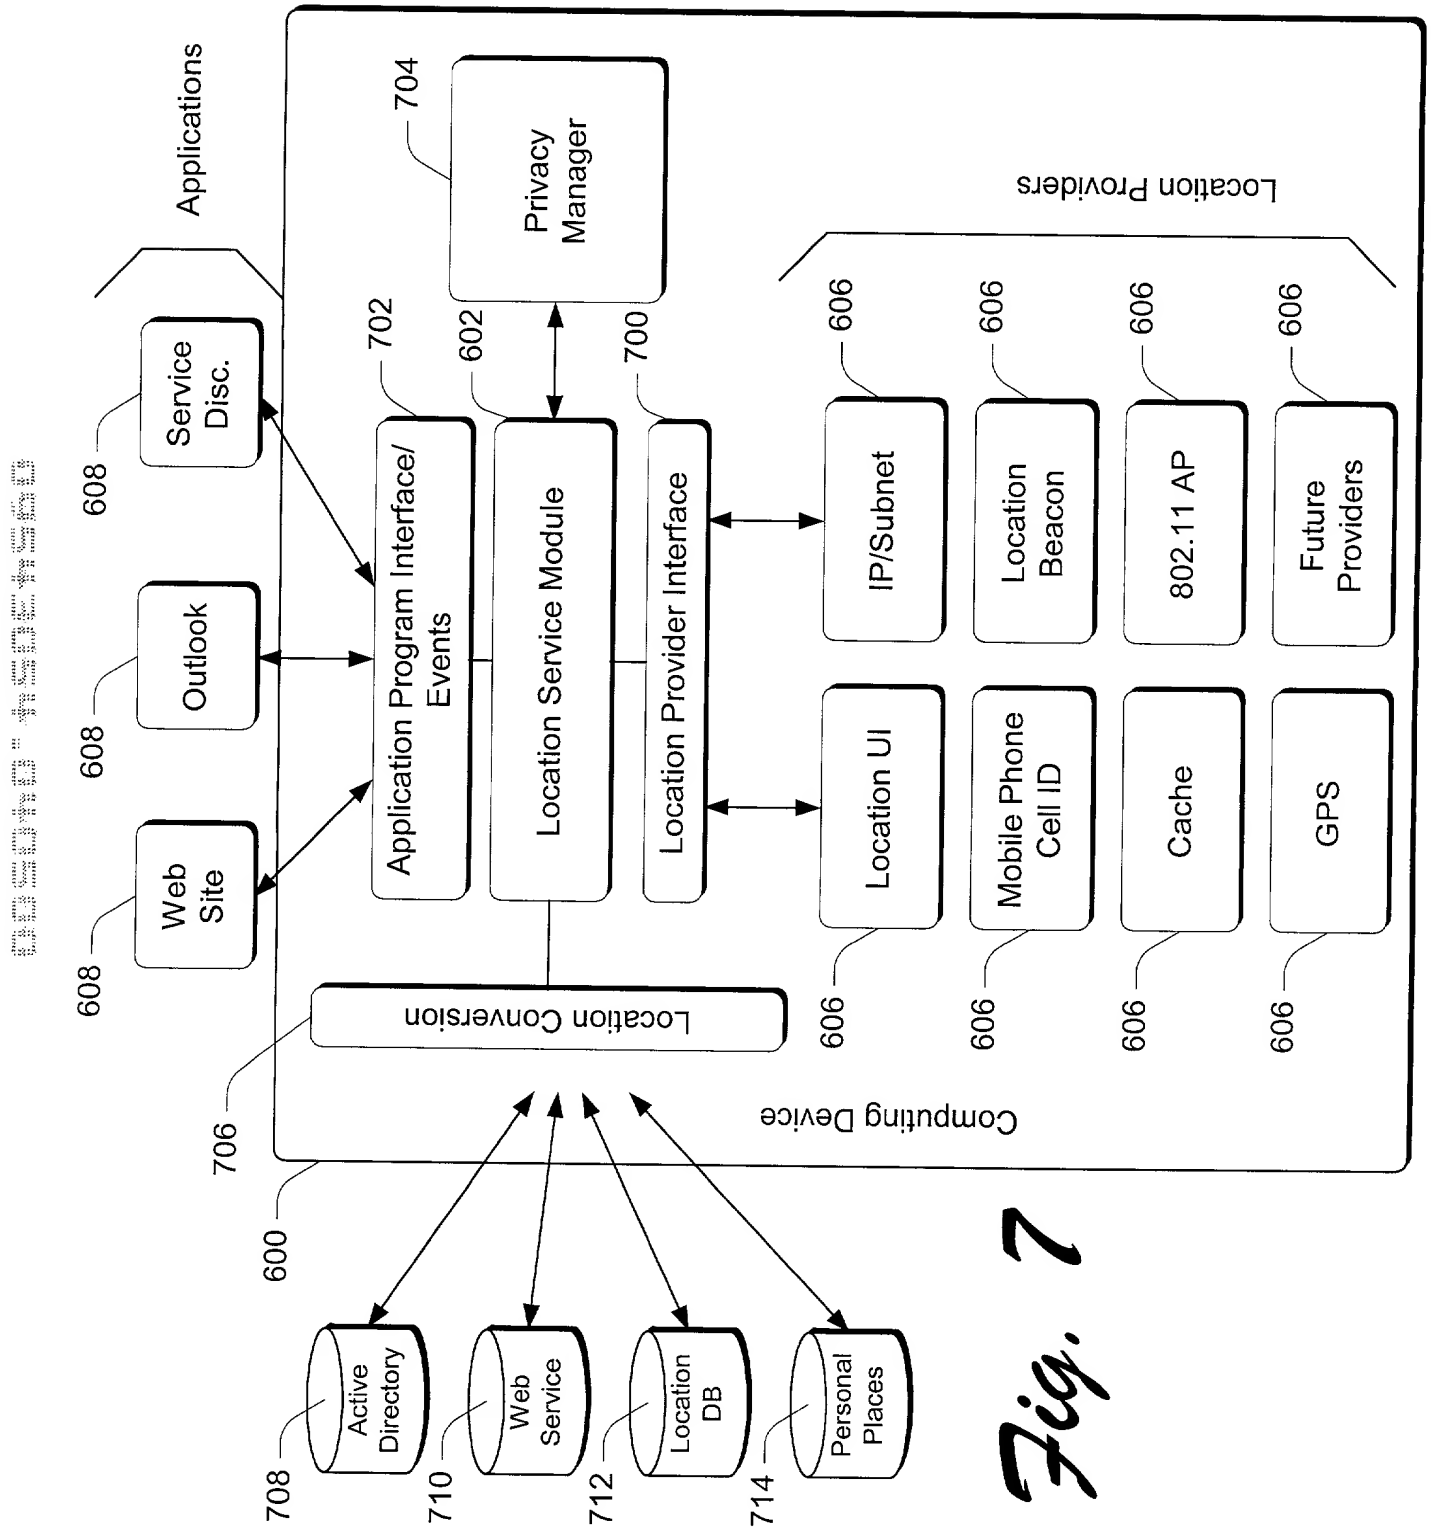 Applications
608
Web
Site
608
Outlook
608
Service
Disc.
600
706
Location Conversion
702
Application Program Interface/
Events
602
Location Service Module
700
Location Provider Interface
704
Privacy
Manager
708
Active
Directory
710
Web
Service
712
Location
DB
714
Personal
Places
Computing Device
Location Providers
606
Location UI
606
IP/Subnet
606
Mobile Phone
Cell ID
606
Location
Beacon
606
Cache
606
802.11 AP
606
GPS
606
Future
Providers
Fig. 7